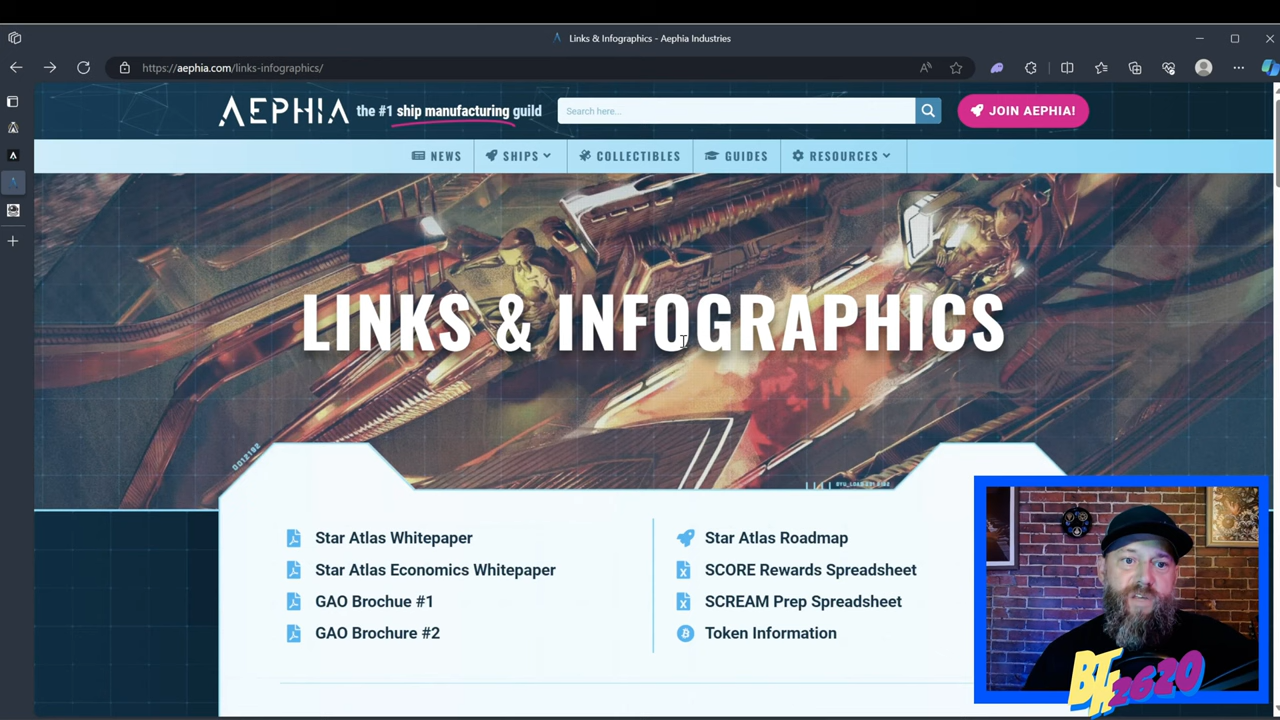 Links & Infographics - Aephia Industries
https://aephia.com/links-infographics/
AEPHIA the #1 ship manufacturing guild
Search here...
JOIN AEPHIA!
NEWS
SHIPS
COLLECTIBLES
GUIDES
RESOURCES
LINKS & INFOGRAPHICS
Star Atlas Whitepaper
Star Atlas Economics Whitepaper
GAO Brochue #1
GAO Brochure #2
Star Atlas Roadmap
SCORE Rewards Spreadsheet
SCREAM Prep Spreadsheet
Token Information